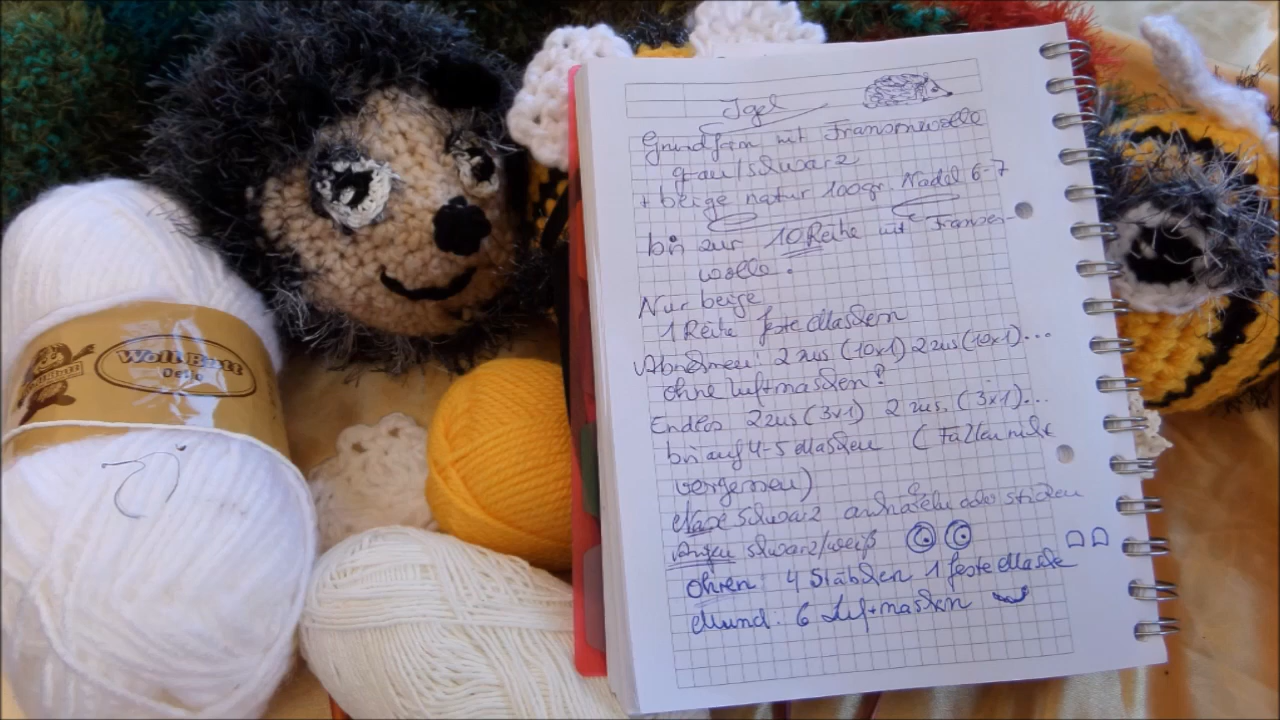 Woll Butt
Igel
Grundform mit Fransenwolle
grau/schwarz
+ beige natur 100gr. Nadel 6-7
bis zur 10 Reihe mit Fransen-
wolle.
Nur beige
1 Reihe feste Maschen
Abnehmen: 2 zus (10x1) 2 zus (10x1)...
ohne Luftmaschen!
Endlos 2 zus (3x1) 2 zus. (3x1)...
bis auf 4-5 Maschen (Füllen nicht
vergessen)
Nase schwarz anhäkeln oder sticken
Augen schwarz/weiß
Ohren: 4 Stäbchen 1 feste Masche
Mund: 6 Luftmaschen